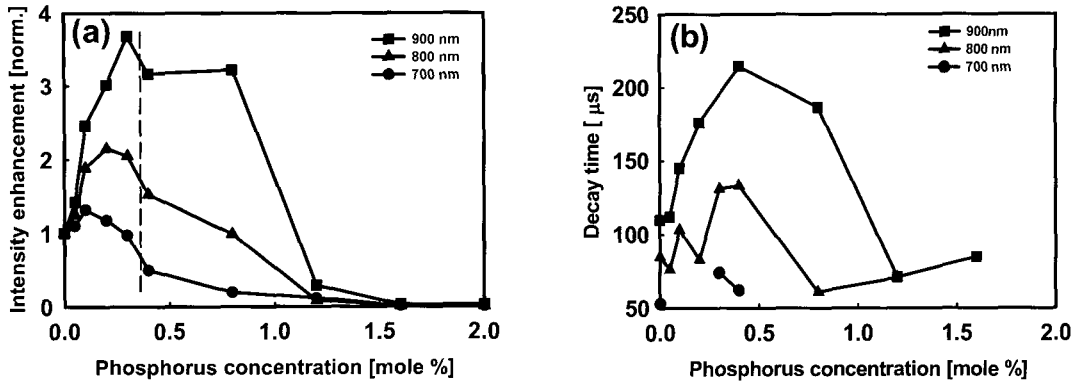 (a)
900 nm
800 nm
700 nm
Intensity enhancement [norm.]
4
3
2
1
0
0.0 0.5 1.0 1.5 2.0
Phosphorus concentration [mole %]
(b)
900nm
800 nm
700 nm
Decay time [ µs]
250
200
150
100
50
0.0 0.5 1.0 1.5 2.0
Phosphorus concentration [mole %]